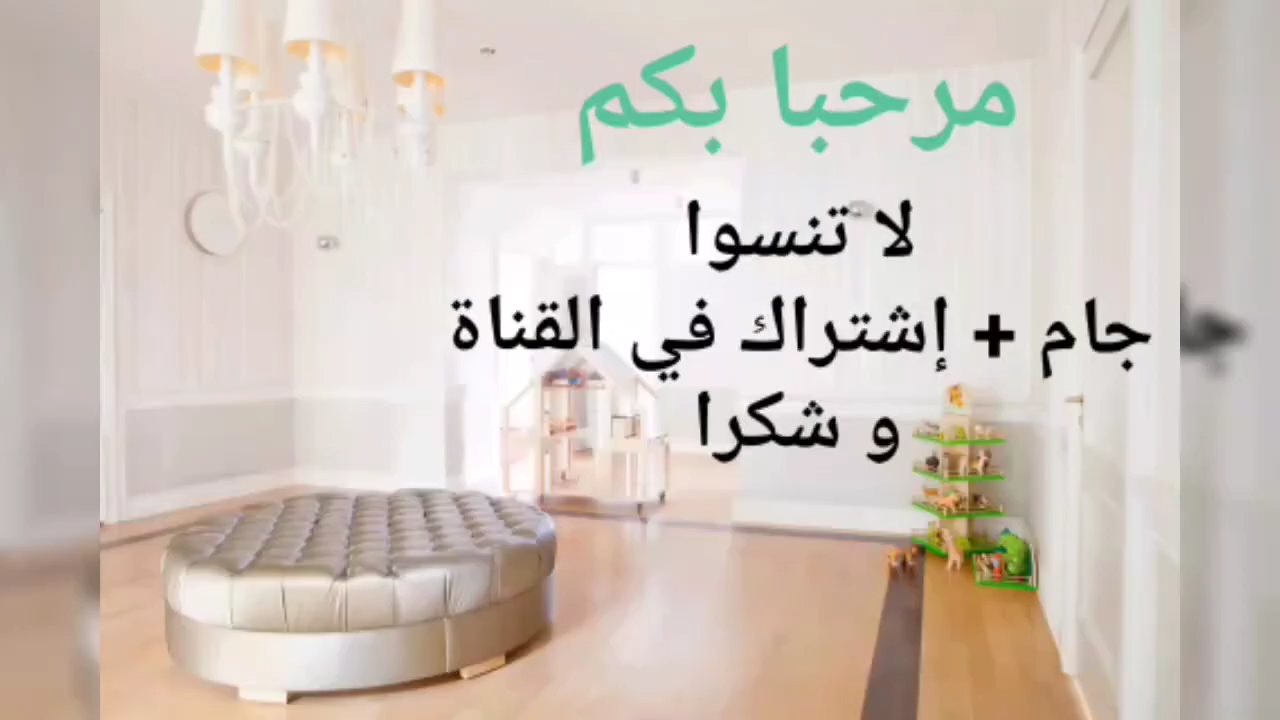 مرحبا بكم
لا تنسوا
جام + إشتراك في القناة
و شكرا